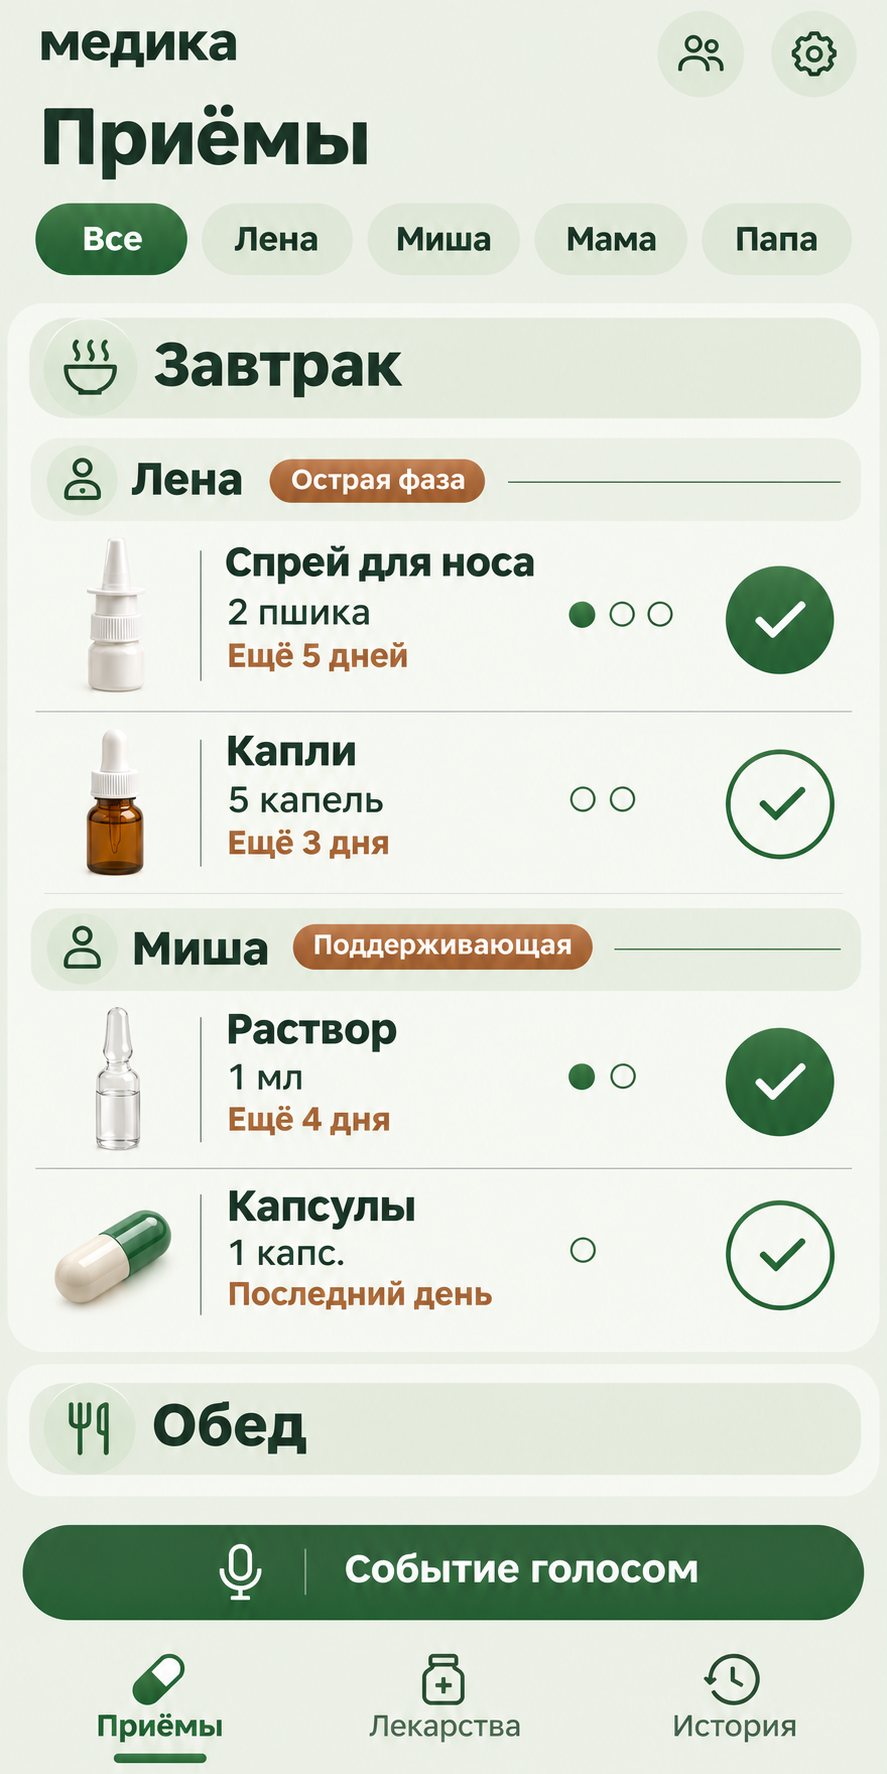 медика
Приёмы
Все
Лена
Миша
Мама
Папа
Завтрак
Лена
Острая фаза
Спрей для носа
2 пшика
Ещё 5 дней
Капли
5 капель
Ещё 3 дня
Миша
Поддерживающая
Раствор
1 мл
Ещё 4 дня
Капсулы
1 капс.
Последний день
Обед
Событие голосом
Приёмы
Лекарства
История